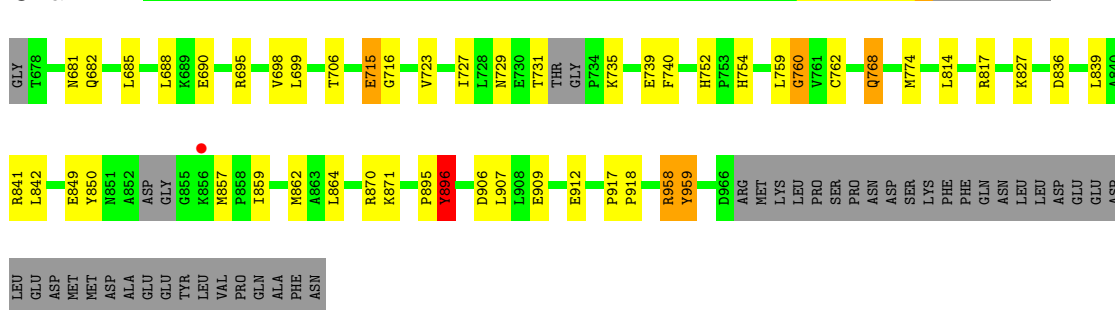 GLY T678 N681 Q682 L685 L688 K689 E690 R695 V698 L699 T706 E715 G716 V723 I727 L728 N729 E730 T731 THR GLY P734 K735 E739 F740 H752 P753 H754 L759 G760 V761 C762 Q768 M774 L814 R817 K827 D836 L839 A840
R841 L842 E849 Y850 N851 A852 ASP GLY G855 K856 M857 P858 I859 M862 A863 L864 R870 K871 P895 Y896 D906 L907 L908 E909 E912 P917 P918 R958 Y959 D966 ARG MET LYS LEU PRO SER PRO ASN ASP SER LYS PHE PHE GLN ASN LEU LEU ASP GLU GLU ASP
LEU GLU ASP MET MET ASP ALA GLU GLU TYR LEU VAL PRO GLN ALA PHE ASN